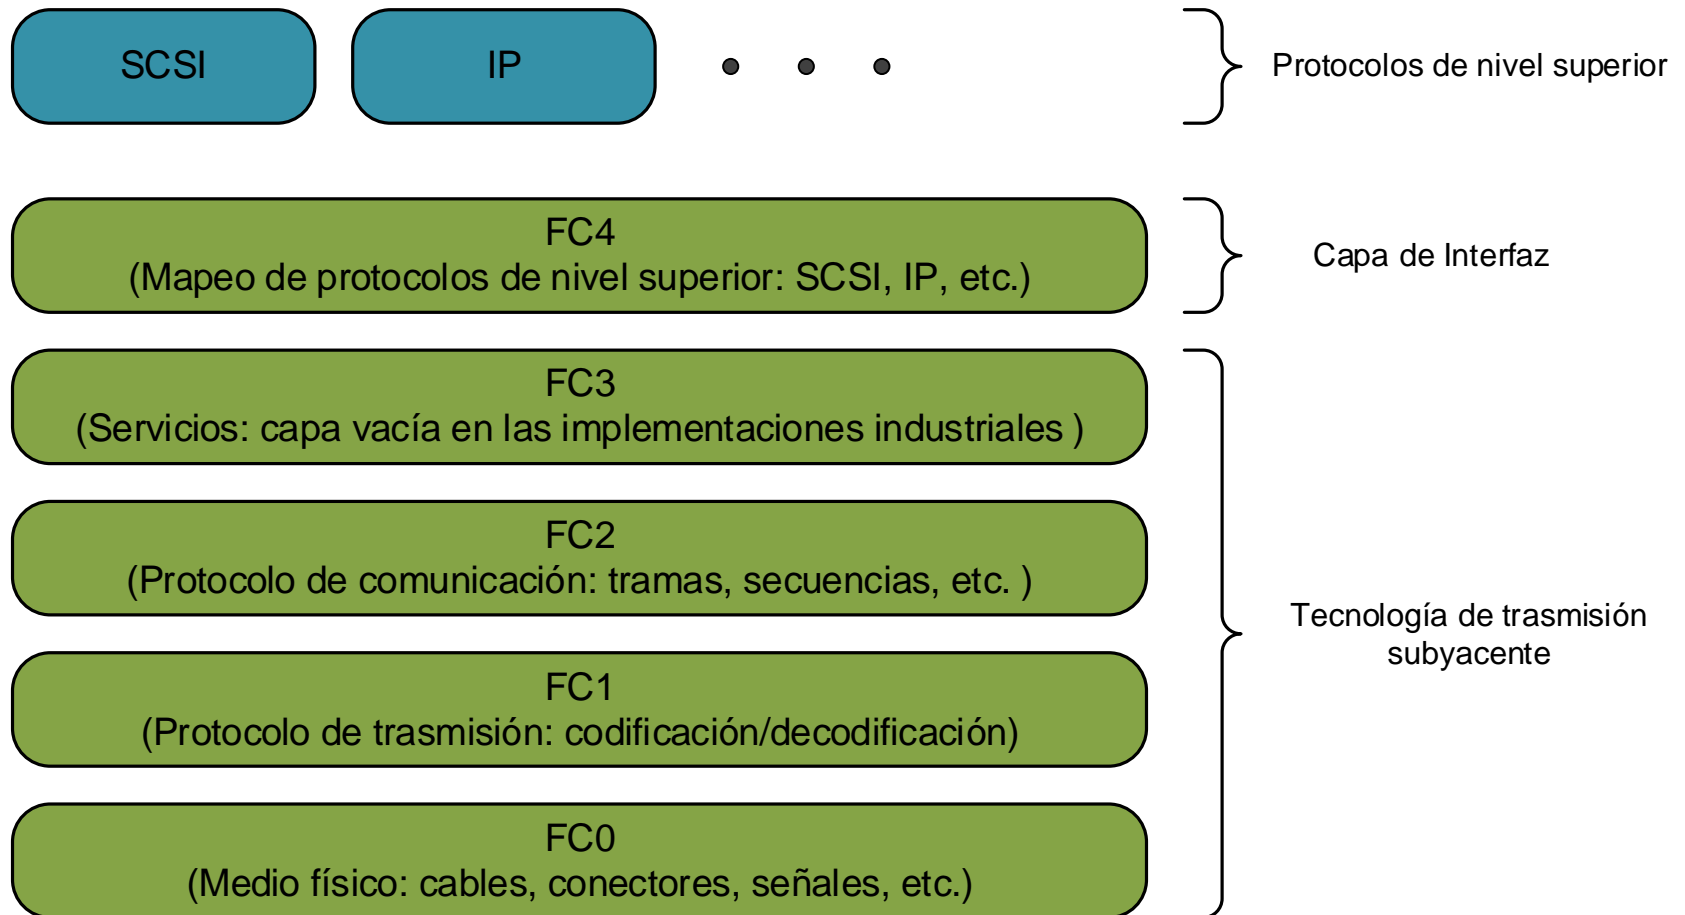 SCSI
IP
Protocolos de nivel superior
FC4
(Mapeo de protocolos de nivel superior: SCSI, IP, etc.)
Capa de Interfaz
FC3
(Servicios: capa vacía en las implementaciones industriales )
FC2
(Protocolo de comunicación: tramas, secuencias, etc. )
Tecnología de trasmisión
subyacente
FC1
(Protocolo de trasmisión: codificación/decodificación)
FC0
(Medio físico: cables, conectores, señales, etc.)